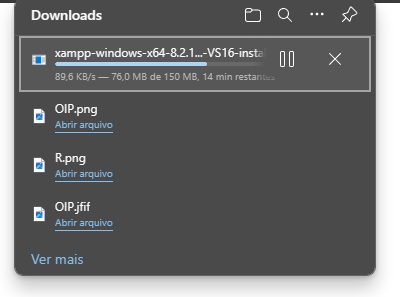 Downloads
xampp-windows-x64-8.2.1...-VS16-insta
89,6 KB/s — 76,0 MB de 150 MB, 14 min restantes
OIP.png
Abrir arquivo
R.png
Abrir arquivo
OIP.jfif
Abrir arquivo
Ver mais